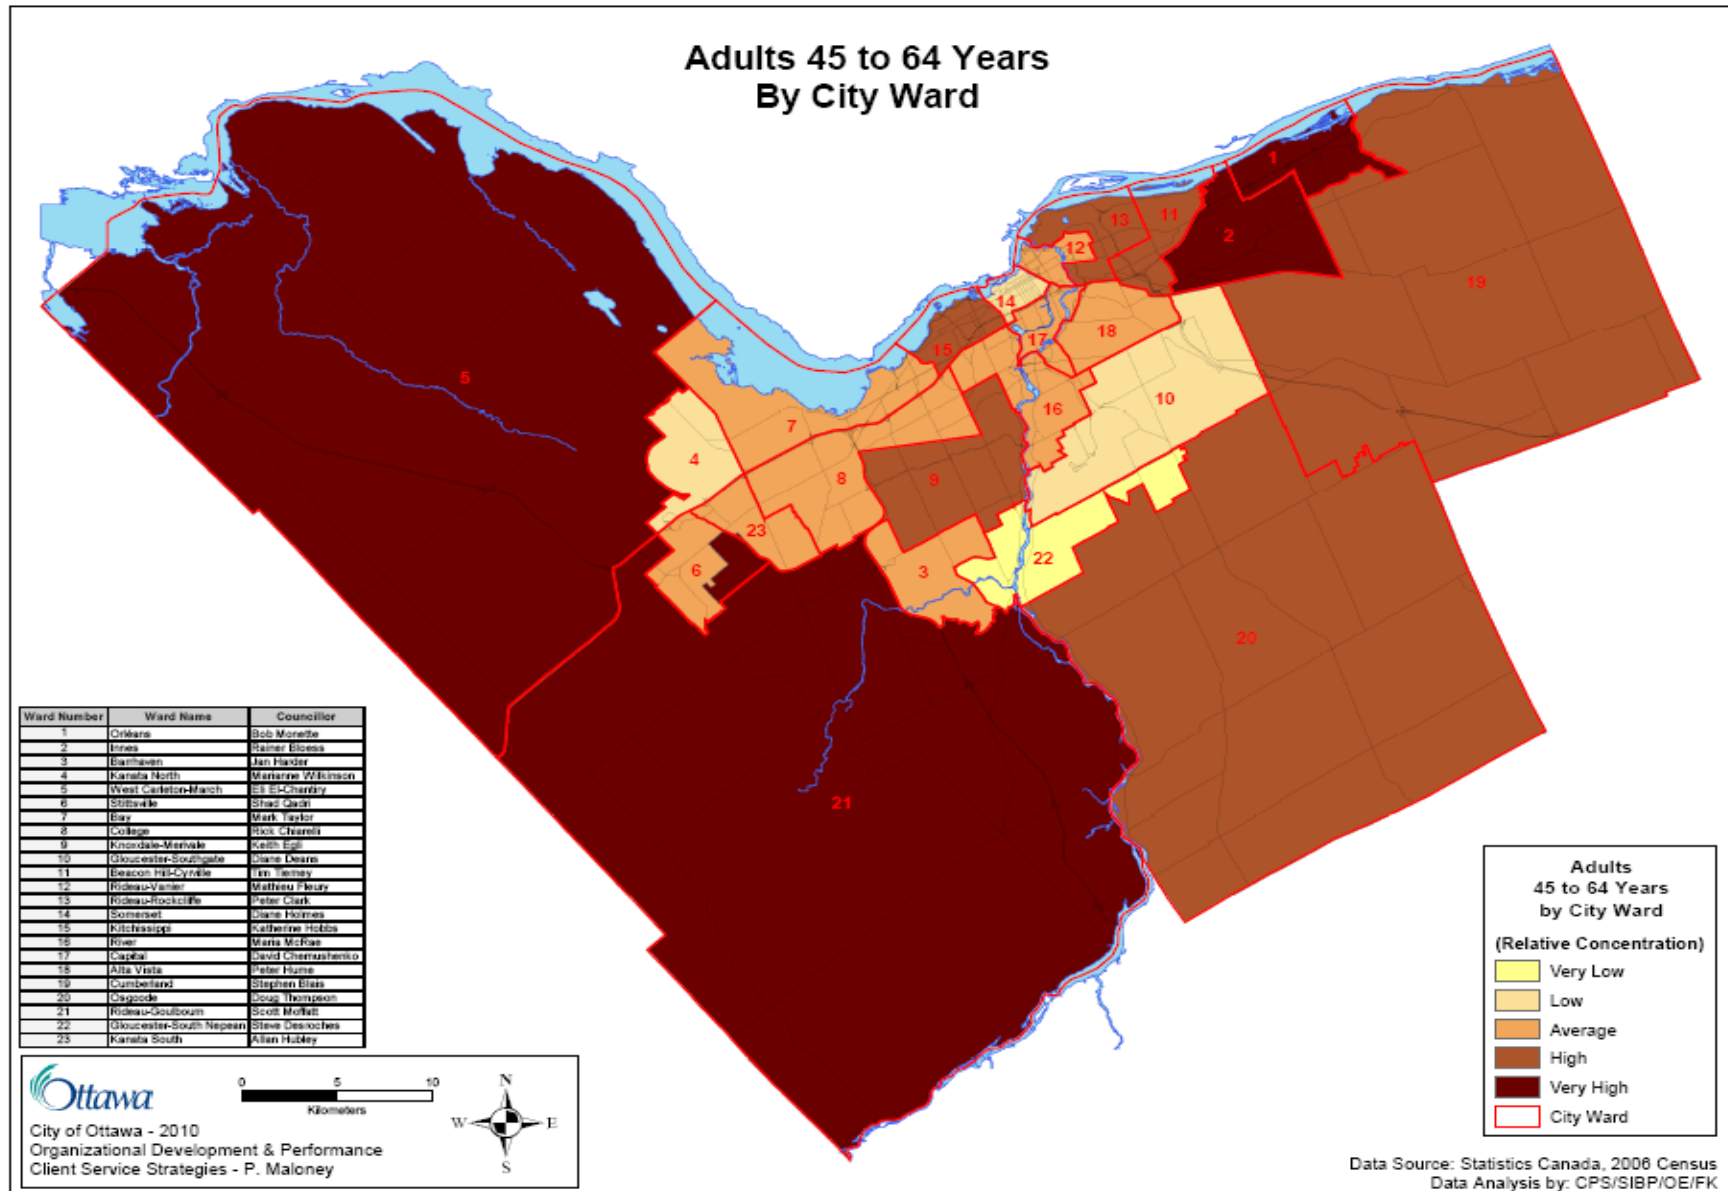 Adults 45 to 64 Years
By City Ward
1
2
3
4
5
6
7
8
9
10
11
12
13
14
15
16
17
18
19
20
21
22
23
Ward Number Ward Name Councillor
1 Orléans Bob Monette
2 Innes Rainer Bloess
3 Barrhaven Jan Harder
4 Kanata North Marianne Wilkinson
5 West Carleton-March Eli El-Chantiry
6 Stittsville Shad Qadri
7 Bay Mark Taylor
8 College Rick Chiarelli
9 Knoxdale-Merivale Keith Egli
10 Gloucester-Southgate Diane Deans
11 Beacon Hill-Cyrville Tim Tierney
12 Rideau-Vanier Mathieu Fleury
13 Rideau-Rockcliffe Peter Clark
14 Somerset Diane Holmes
15 Kitchissippi Katherine Hobbs
16 River Maria McRae
17 Capital David Chernushenko
18 Alta Vista Peter Hume
19 Cumberland Stephen Blais
20 Osgoode Doug Thompson
21 Rideau-Goulbourn Scott Moffatt
22 Gloucester-South Nepean Steve Desroches
23 Kanata South Allan Hubley
Ottawa
0 5 10
Kilometers
N
W E
S
City of Ottawa - 2010
Organizational Development & Performance
Client Service Strategies - P. Maloney
Adults
45 to 64 Years
by City Ward
(Relative Concentration)
Very Low
Low
Average
High
Very High
City Ward
Data Source: Statistics Canada, 2006 Census
Data Analysis by: CPS/SIBP/OE/FK